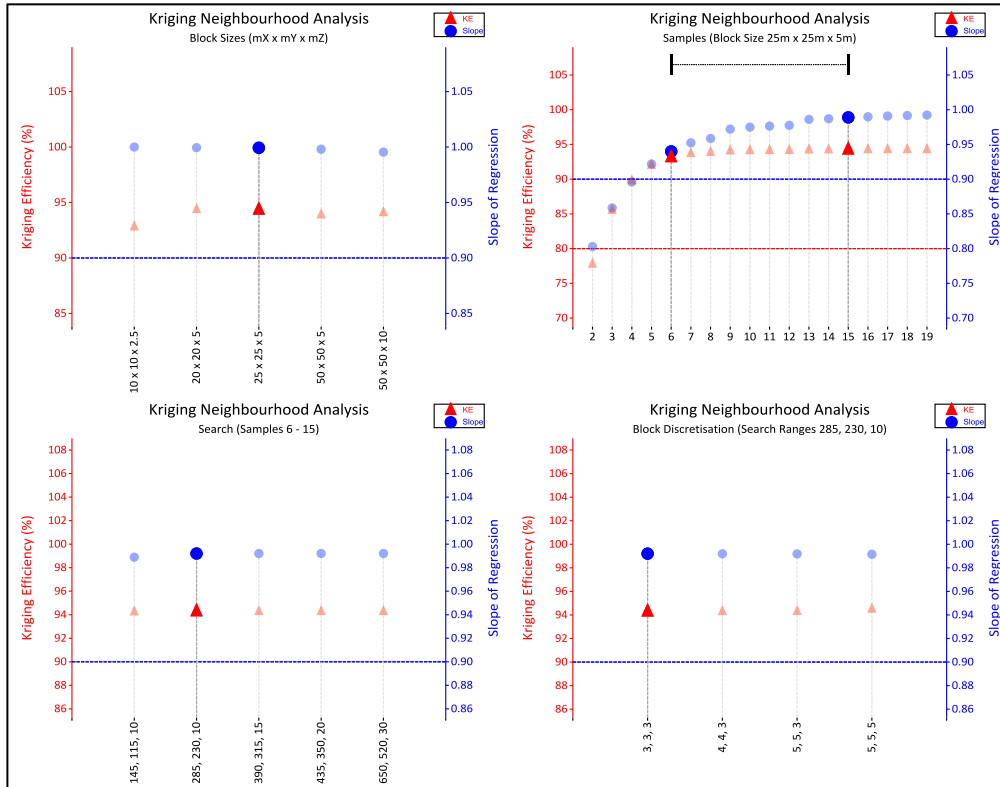 Kriging Neighbourhood Analysis
Block Sizes (mX x mY x mZ)
KE
Slope
Kriging Efficiency (%)
105
100
95
90
85
1.05
1.00
0.95
0.90
0.85
Slope of Regression
10 x 10 x 2.5
20 x 20 x 5
25 x 25 x 5
50 x 50 x 5
50 x 50 x 10
Kriging Neighbourhood Analysis
Samples (Block Size 25m x 25m x 5m)
KE
Slope
Kriging Efficiency (%)
105
100
95
90
85
80
75
70
1.05
1.00
0.95
0.90
0.85
0.80
0.75
0.70
Slope of Regression
2 3 4 5 6 7 8 9 10 11 12 13 14 15 16 17 18 19
Kriging Neighbourhood Analysis
Search (Samples 6 - 15)
KE
Slope
Kriging Efficiency (%)
108
106
104
102
100
98
96
94
92
90
88
86
1.08
1.06
1.04
1.02
1.00
0.98
0.96
0.94
0.92
0.90
0.88
0.86
Slope of Regression
145, 115, 10
285, 230, 10
390, 315, 15
435, 350, 20
650, 520, 30
Kriging Neighbourhood Analysis
Block Discretisation (Search Ranges 285, 230, 10)
KE
Slope
Kriging Efficiency (%)
108
106
104
102
100
98
96
94
92
90
88
86
1.08
1.06
1.04
1.02
1.00
0.98
0.96
0.94
0.92
0.90
0.88
0.86
Slope of Regression
3, 3, 3
4, 4, 3
5, 5, 3
5, 5, 5